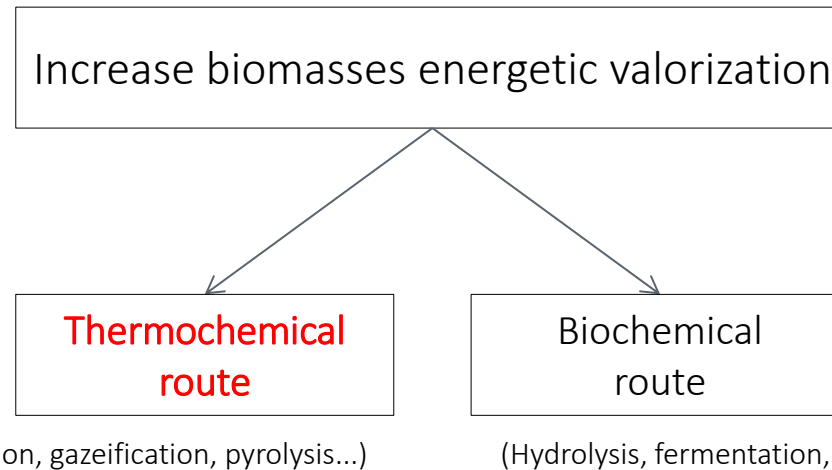 Increase biomasses energetic valorization
Thermochemical
route
Biochemical
route
on, gazeification, pyrolysis...)
(Hydrolysis, fermentation,